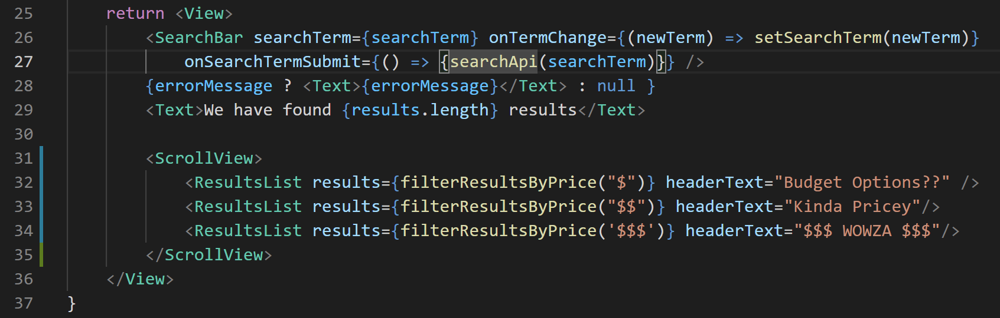 25 return <View>
26 <SearchBar searchTerm={searchTerm} onTermChange={(newTerm) => setSearchTerm(newTerm)}
27 onSearchTermSubmit={() => {searchApi(searchTerm)}} />
28 {errorMessage ? <Text>{errorMessage}</Text> : null }
29 <Text>We have found {results.length} results</Text>
30
31 <ScrollView>
32 <ResultsList results={filterResultsByPrice("$")} headerText="Budget Options??" />
33 <ResultsList results={filterResultsByPrice("$$")} headerText="Kinda Pricey"/>
34 <ResultsList results={filterResultsByPrice('$$$')} headerText="$$$ WOWZA $$$"/>
35 </ScrollView>
36 </View>
37 }